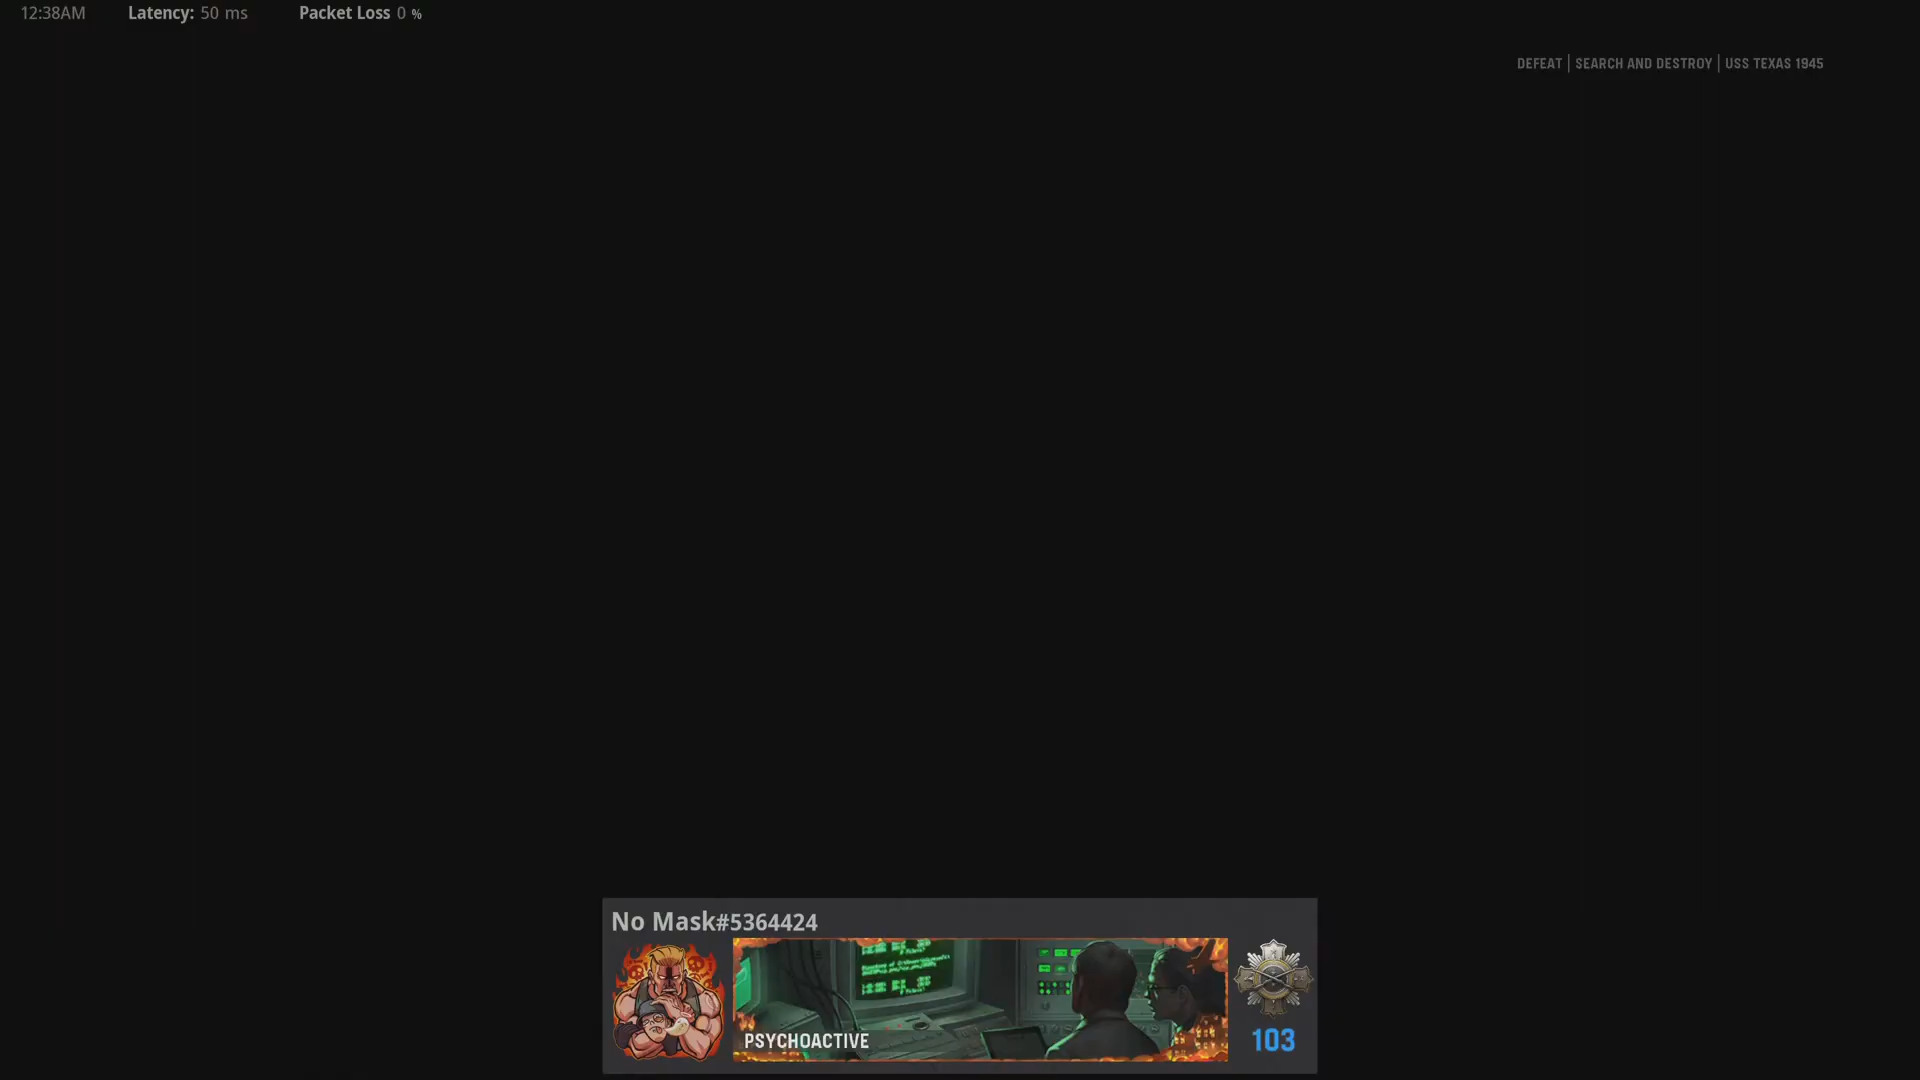 12:38AM Latency: 50 ms Packet Loss 0 %
DEFEAT | SEARCH AND DESTROY | USS TEXAS 1945
No Mask#5364424
PSYCHOACTIVE
103